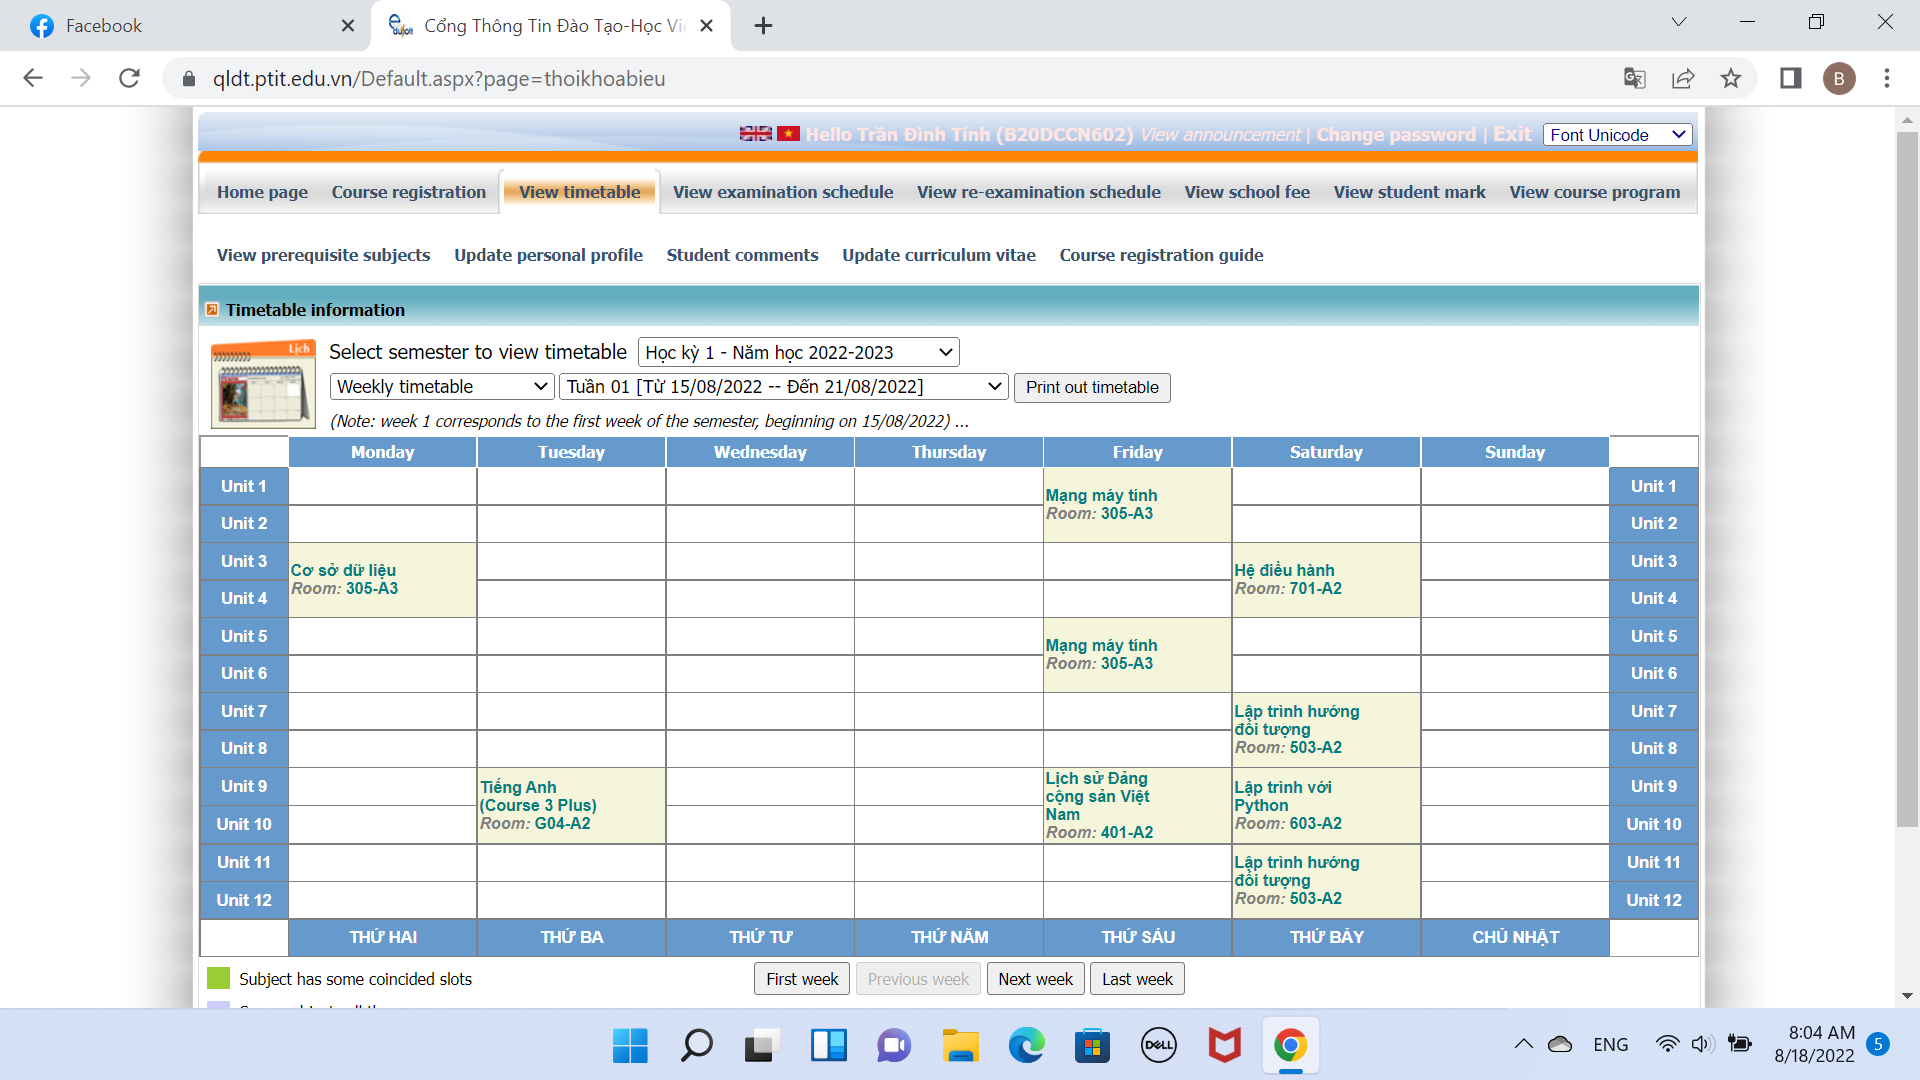 Facebook
Cổng Thông Tin Đào Tạo-Học Việ
qldt.ptit.edu.vn/Default.aspx?page=thoikhoabieu
B
Hello Trần Đình Tính (B20DCCN602) View announcement | Change password | Exit Font Unicode
Home page Course registration View timetable View examination schedule View re-examination schedule View school fee View student mark View course program
View prerequisite subjects Update personal profile Student comments Update curriculum vitae Course registration guide
Timetable information
Lịch
Select semester to view timetable Học kỳ 1 - Năm học 2022-2023
Weekly timetable Tuần 01 [Từ 15/08/2022 -- Đến 21/08/2022] Print out timetable
(Note: week 1 corresponds to the first week of the semester, beginning on 15/08/2022) ...
Monday Tuesday Wednesday Thursday Friday Saturday Sunday
Unit 1 Mạng máy tính Unit 1
Room: 305-A3
Unit 2 Unit 2
Unit 3 Cơ sở dữ liệu Hệ điều hành Unit 3
Room: 305-A3 Room: 701-A2
Unit 4 Unit 4
Unit 5 Mạng máy tính Unit 5
Room: 305-A3
Unit 6 Unit 6
Unit 7 Lập trình hướng Unit 7
đối tượng
Unit 8 Room: 503-A2 Unit 8
Unit 9 Tiếng Anh Lịch sử Đảng Lập trình với Unit 9
(Course 3 Plus) cộng sản Việt Python
Nam
Unit 10 Room: G04-A2 Room: 401-A2 Room: 603-A2 Unit 10
Unit 11 Lập trình hướng Unit 11
đối tượng
Unit 12 Room: 503-A2 Unit 12
THỨ HAI THỨ BA THỨ TƯ THỨ NĂM THỨ SÁU THỨ BẢY CHỦ NHẬT
Subject has some coincided slots First week Previous week Next week Last week
DELL
ENG
8:04 AM
8/18/2022
5